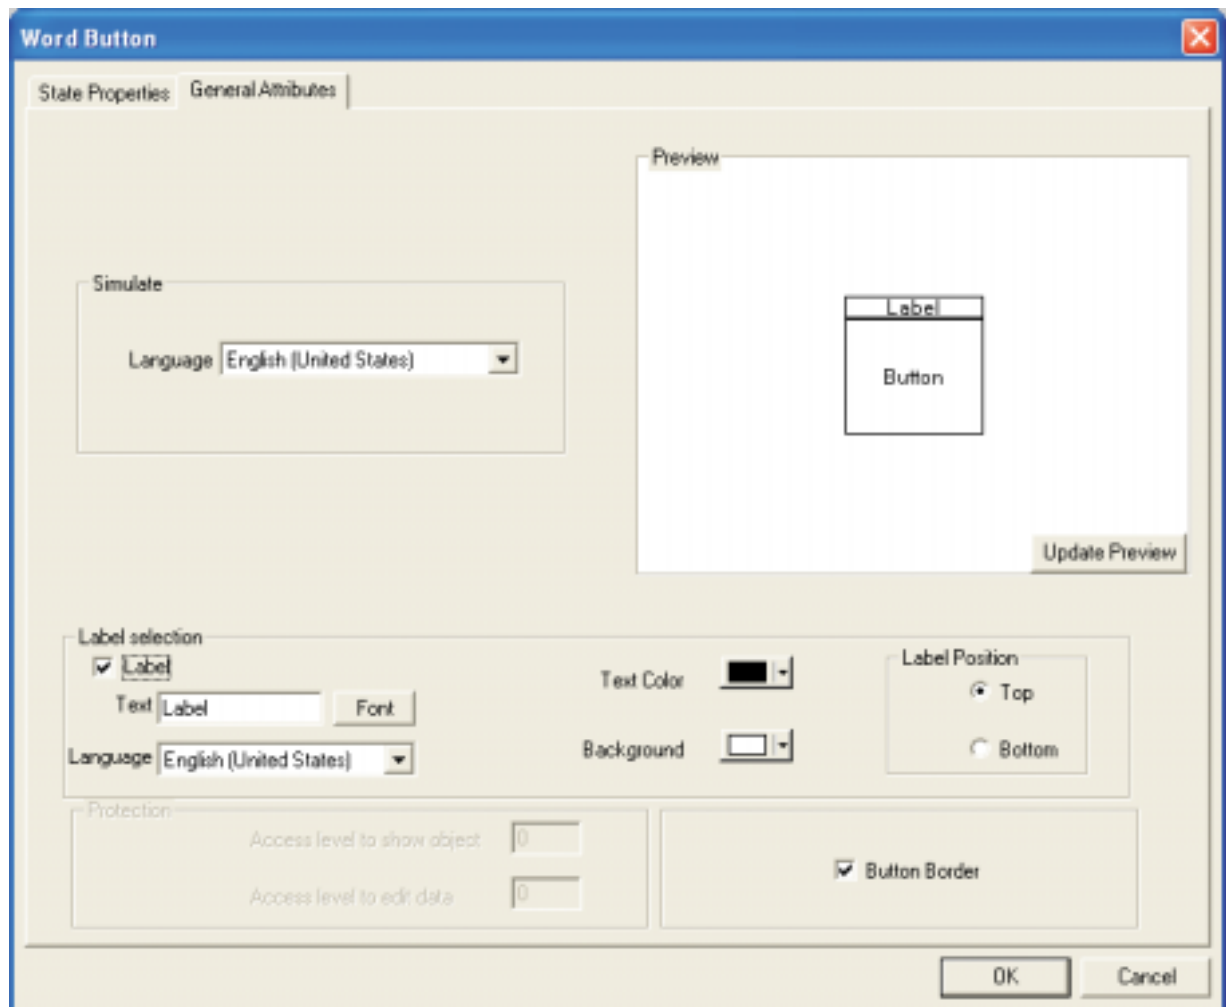 Word Button
State Properties General Attributes
Preview
Simulate
Language English (United States)
Label
Button
Update Preview
Label selection
Label
Text Label Font
Language English (United States)
Text Color
Background
Label Position
Top
Bottom
Protection
Access level to show object 0
Access level to edit data 0
Button Border
OK Cancel